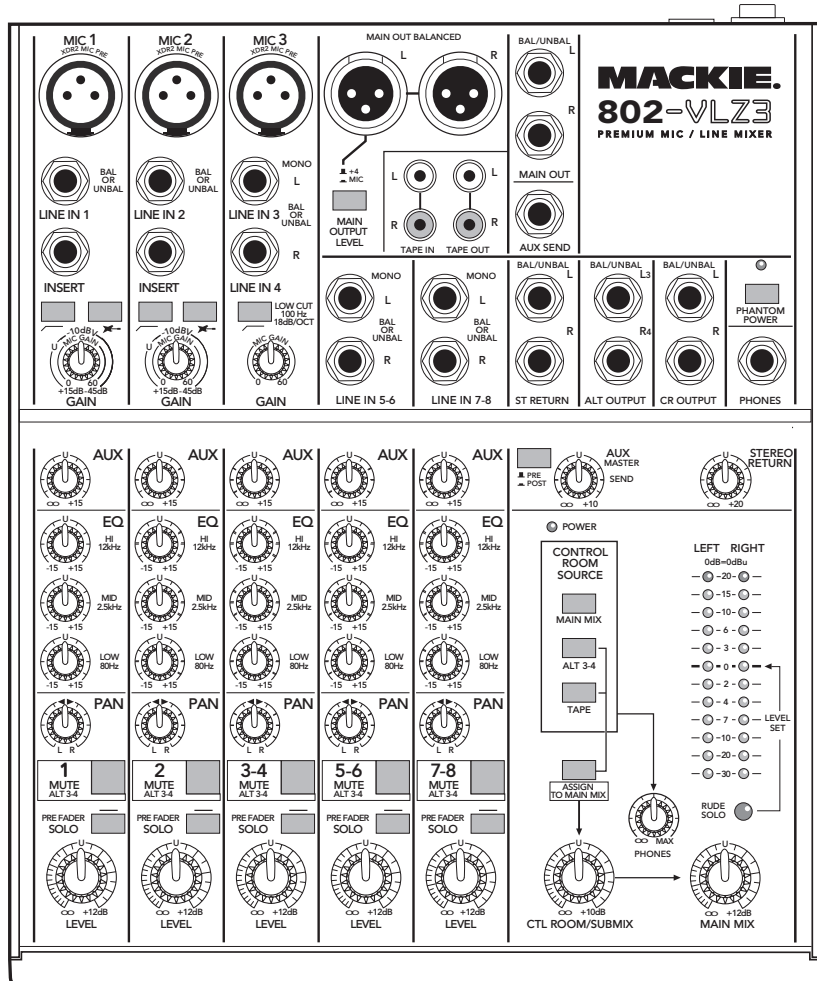 MIC 1
XDR2 MIC PRE
MIC 2
XDR2 MIC PRE
MIC 3
XDR2 MIC PRE
MAIN OUT BALANCED
L
R
BAL/UNBAL
L
R
MAIN OUT
AUX SEND
MACKIE.
802-VLZ3
PREMIUM MIC / LINE MIXER
BAL
OR
UNBAL
LINE IN 1
INSERT
BAL
OR
UNBAL
LINE IN 2
INSERT
MONO
L
LINE IN 3
BAL
OR
UNBAL
R
LINE IN 4
+4
MIC
MAIN
OUTPUT
LEVEL
L
L
R
R
TAPE IN
TAPE OUT
LOW CUT
100 Hz
18dB/OCT
-10dBV
MIC GAIN
U
0
60
+15dB
-45dB
GAIN
-10dBV
MIC GAIN
U
0
60
+15dB
-45dB
GAIN
MIC GAIN
0
60
GAIN
MONO
L
BAL
OR
UNBAL
R
LINE IN 5-6
MONO
L
BAL
OR
UNBAL
R
LINE IN 7-8
BAL/UNBAL
L
R
ST RETURN
BAL/UNBAL
L3
R4
ALT OUTPUT
BAL/UNBAL
L
R
CR OUTPUT
PHANTOM
POWER
PHONES
U AUX U AUX U AUX U AUX U AUX
∞ +15 ∞ +15 ∞ +15 ∞ +15 ∞ +15
U EQ U EQ U EQ U EQ U EQ
HI HI HI HI HI
12kHz 12kHz 12kHz 12kHz 12kHz
-15 +15 -15 +15 -15 +15 -15 +15 -15 +15
U U U U U
MID MID MID MID MID
2.5kHz 2.5kHz 2.5kHz 2.5kHz 2.5kHz
-15 +15 -15 +15 -15 +15 -15 +15 -15 +15
U U U U U
LOW LOW LOW LOW LOW
80Hz 80Hz 80Hz 80Hz 80Hz
-15 +15 -15 +15 -15 +15 -15 +15 -15 +15
PAN PAN PAN PAN PAN
L R L R L R L R L R
1 2 3-4 5-6 7-8
MUTE MUTE MUTE MUTE MUTE
ALT 3-4 ALT 3-4 ALT 3-4 ALT 3-4 ALT 3-4
PRE FADER PRE FADER PRE FADER PRE FADER PRE FADER
SOLO SOLO SOLO SOLO SOLO
U U U U U
∞ +12dB ∞ +12dB ∞ +12dB ∞ +12dB ∞ +12dB
LEVEL LEVEL LEVEL LEVEL LEVEL
PRE
POST
U
AUX
MASTER
SEND
∞ +10
U
STEREO
RETURN
∞ +20
POWER
CONTROL
ROOM
SOURCE
MAIN MIX
ALT 3-4
TAPE
ASSIGN
TO MAIN MIX
LEFT RIGHT
0dB=0dBu
-20-
-15-
-10-
-6-
-3-
0
-2-
-4-
-7-
-10-
-20-
-30-
LEVEL
SET
RUDE
SOLO
∞ MAX
PHONES
U
∞ +10dB
CTL ROOM/SUBMIX
U
∞ +12dB
MAIN MIX